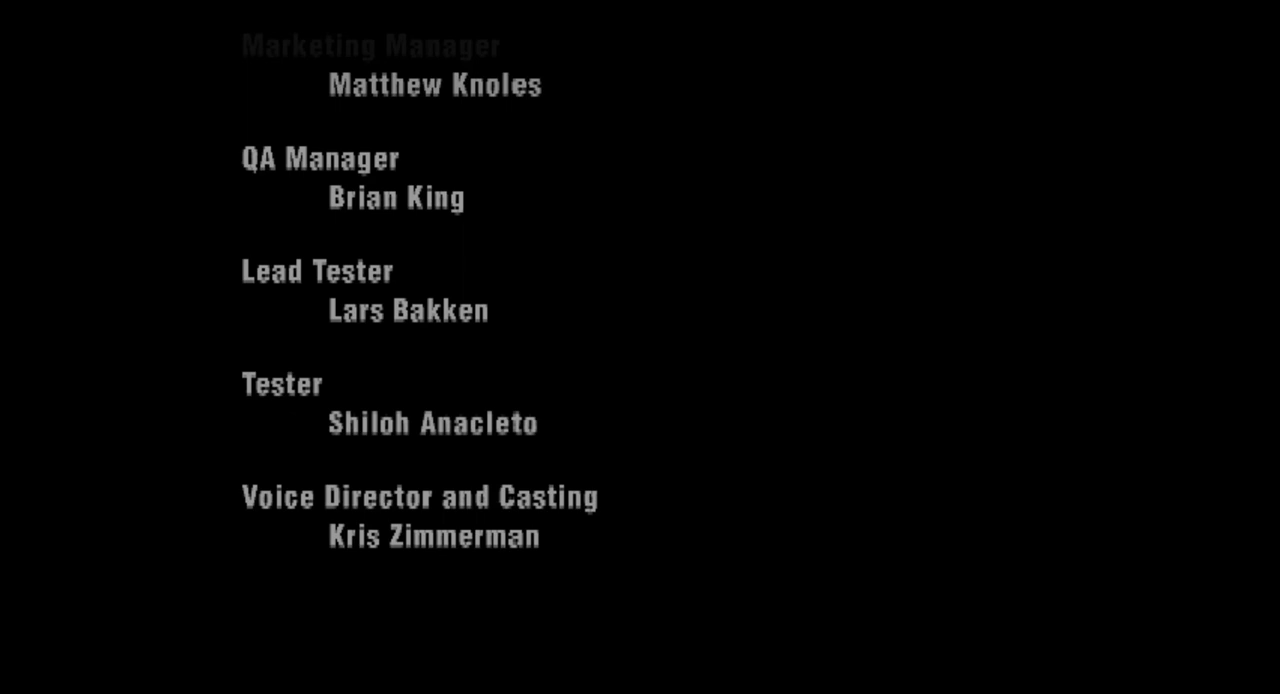 Marketing Manager
Matthew Knoles
QA Manager
Brian King
Lead Tester
Lars Bakken
Tester
Shiloh Anacleto
Voice Director and Casting
Kris Zimmerman